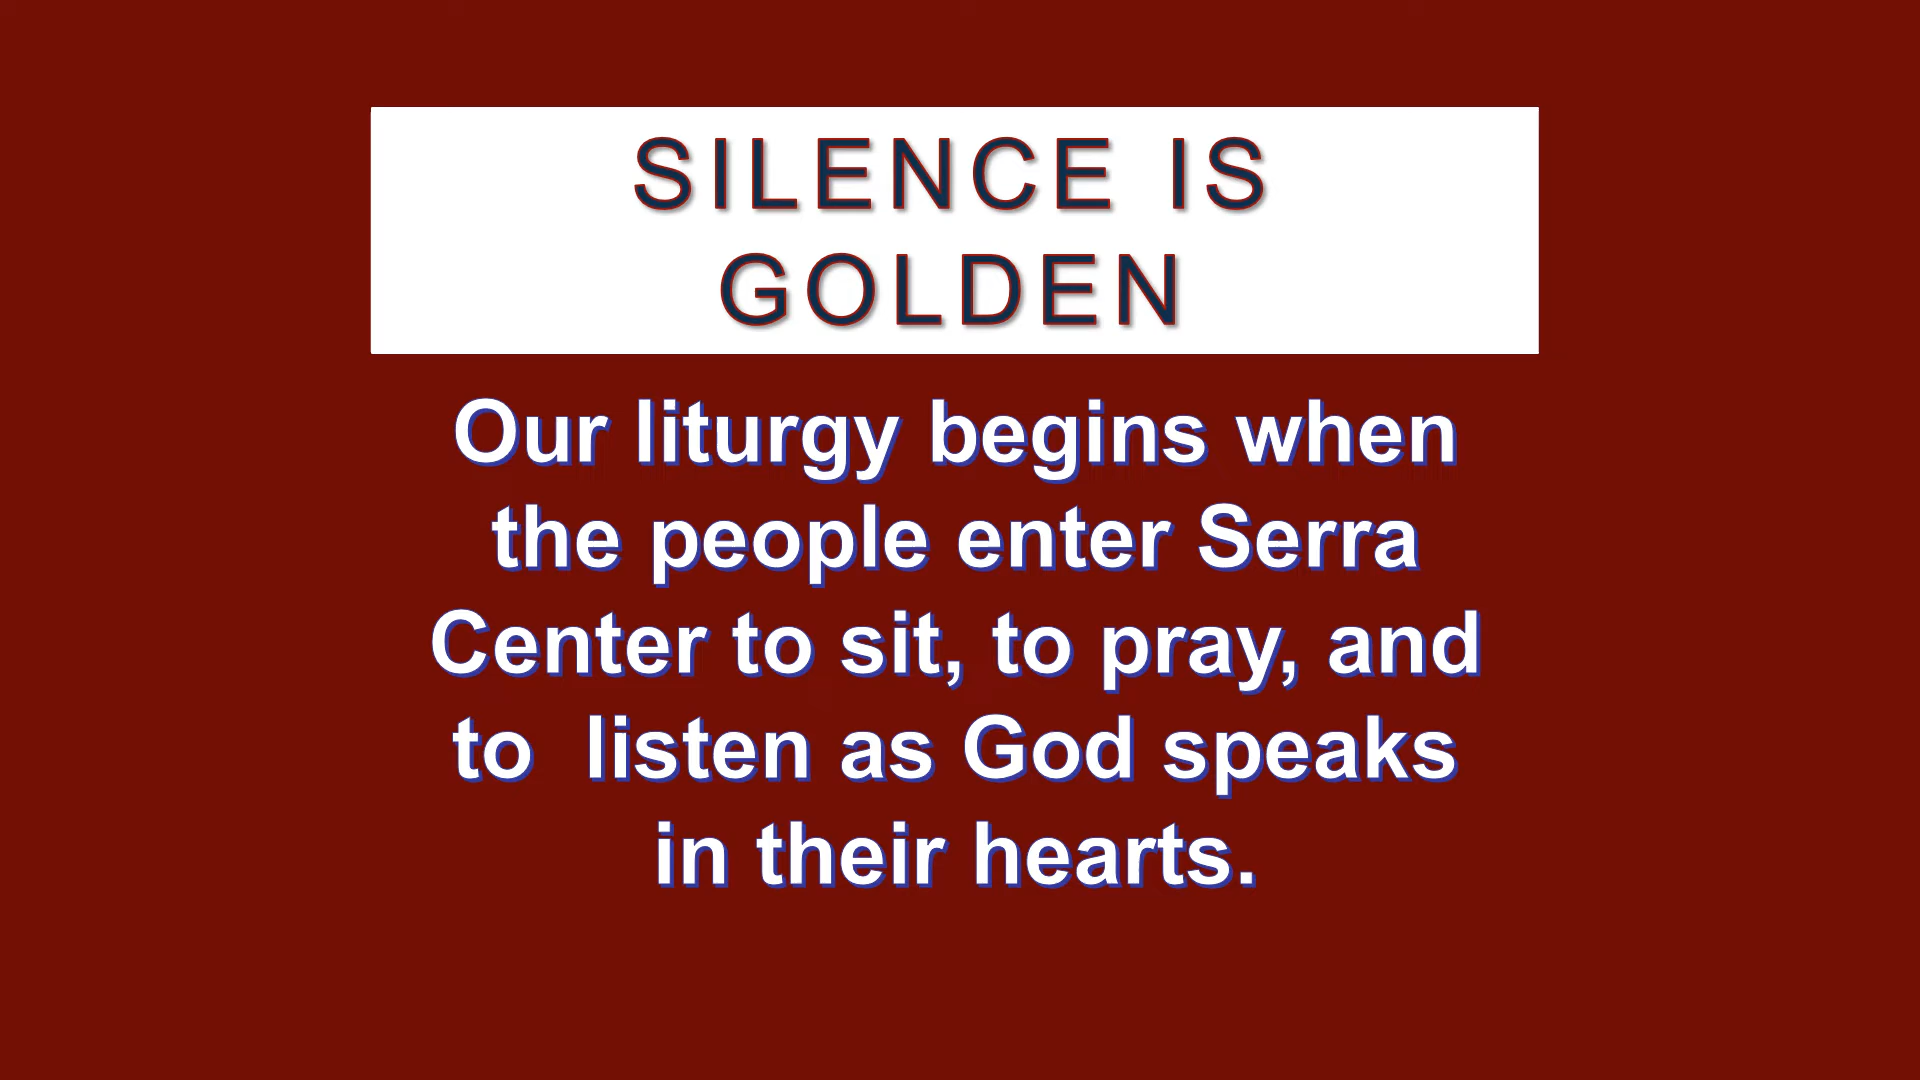 SILENCE IS
GOLDEN
Our liturgy begins when
the people enter Serra
Center to sit, to pray, and
to  listen as God speaks
in their hearts.